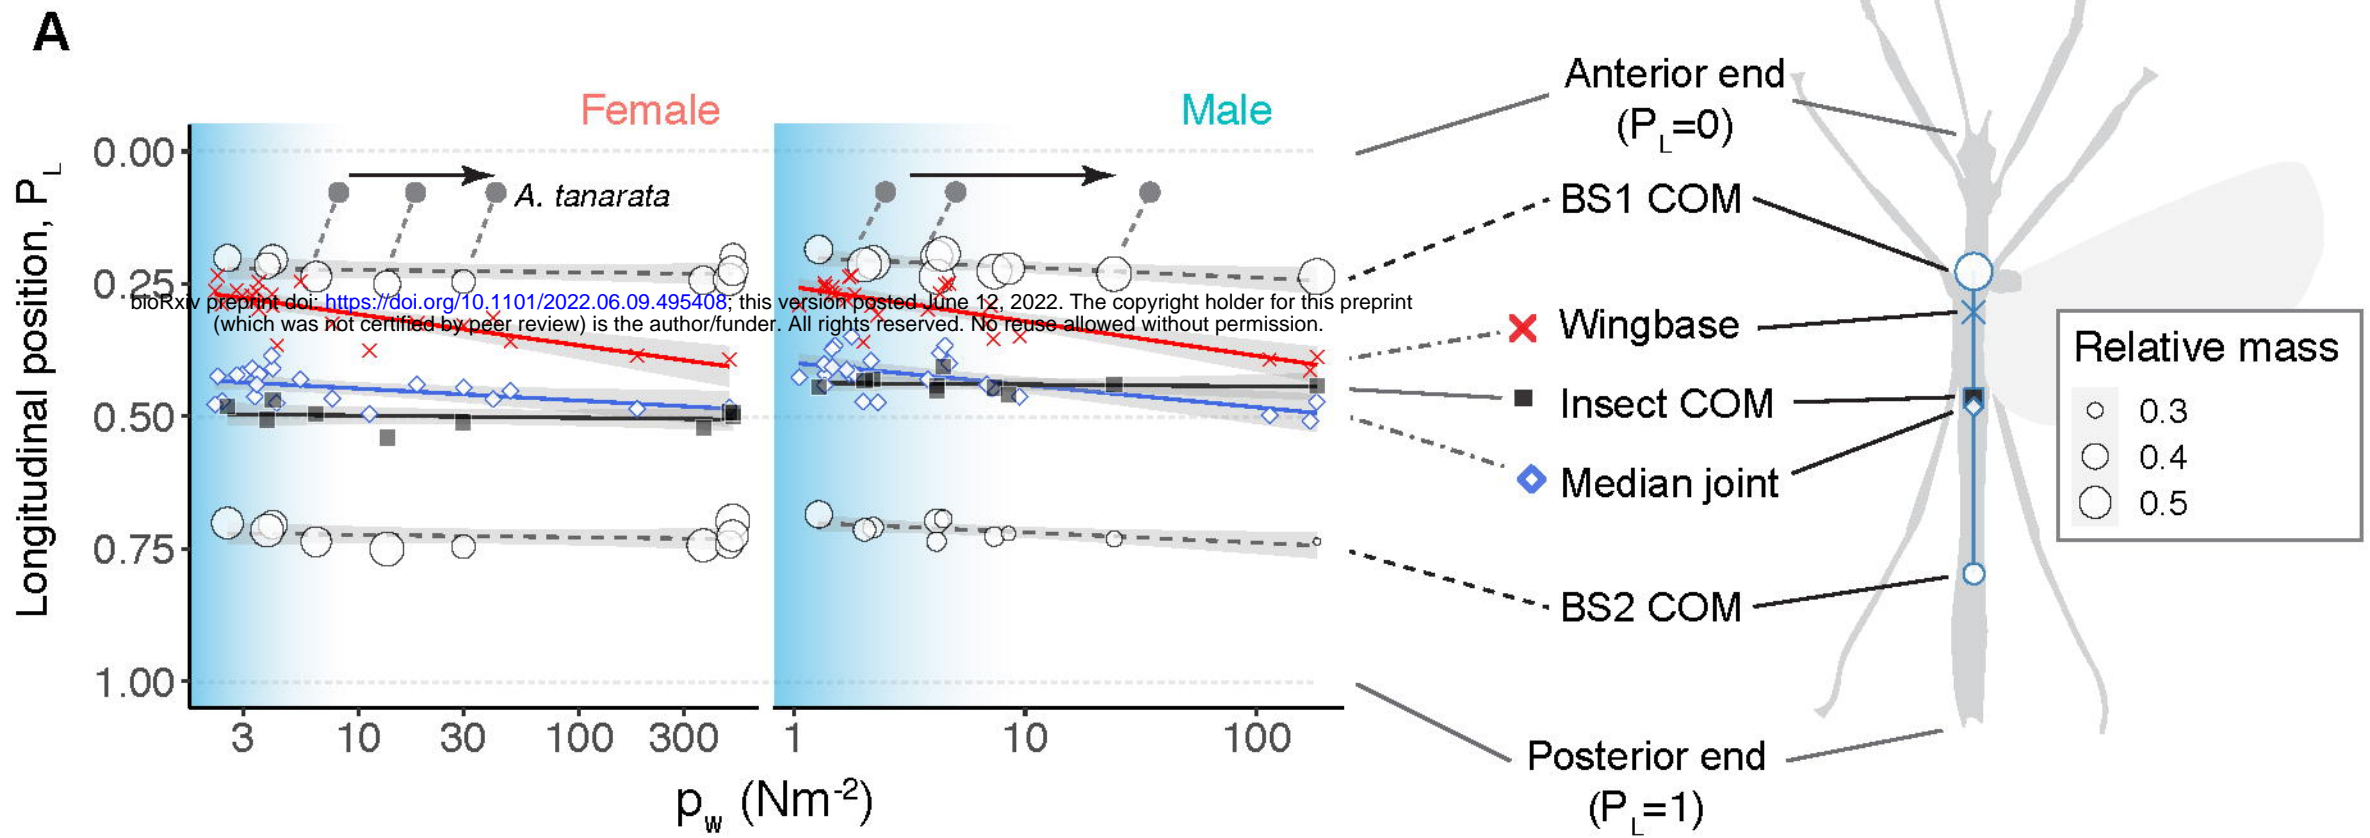 A
Female
Male
Longitudinal position, P_L
0.00
0.25
0.50
0.75
1.00
A. tanarata
bioRxiv preprint doi: https://doi.org/10.1101/2022.06.09.495408; this version posted June 12, 2022. The copyright holder for this preprint
(which was not certified by peer review) is the author/funder. All rights reserved. No reuse allowed without permission.
3 10 30 100 300
1 10 100
p_w (Nm⁻²)
Anterior end
(P_L=0)
BS1 COM
Wingbase
Insect COM
Median joint
BS2 COM
Posterior end
(P_L=1)
Relative mass
0.3
0.4
0.5